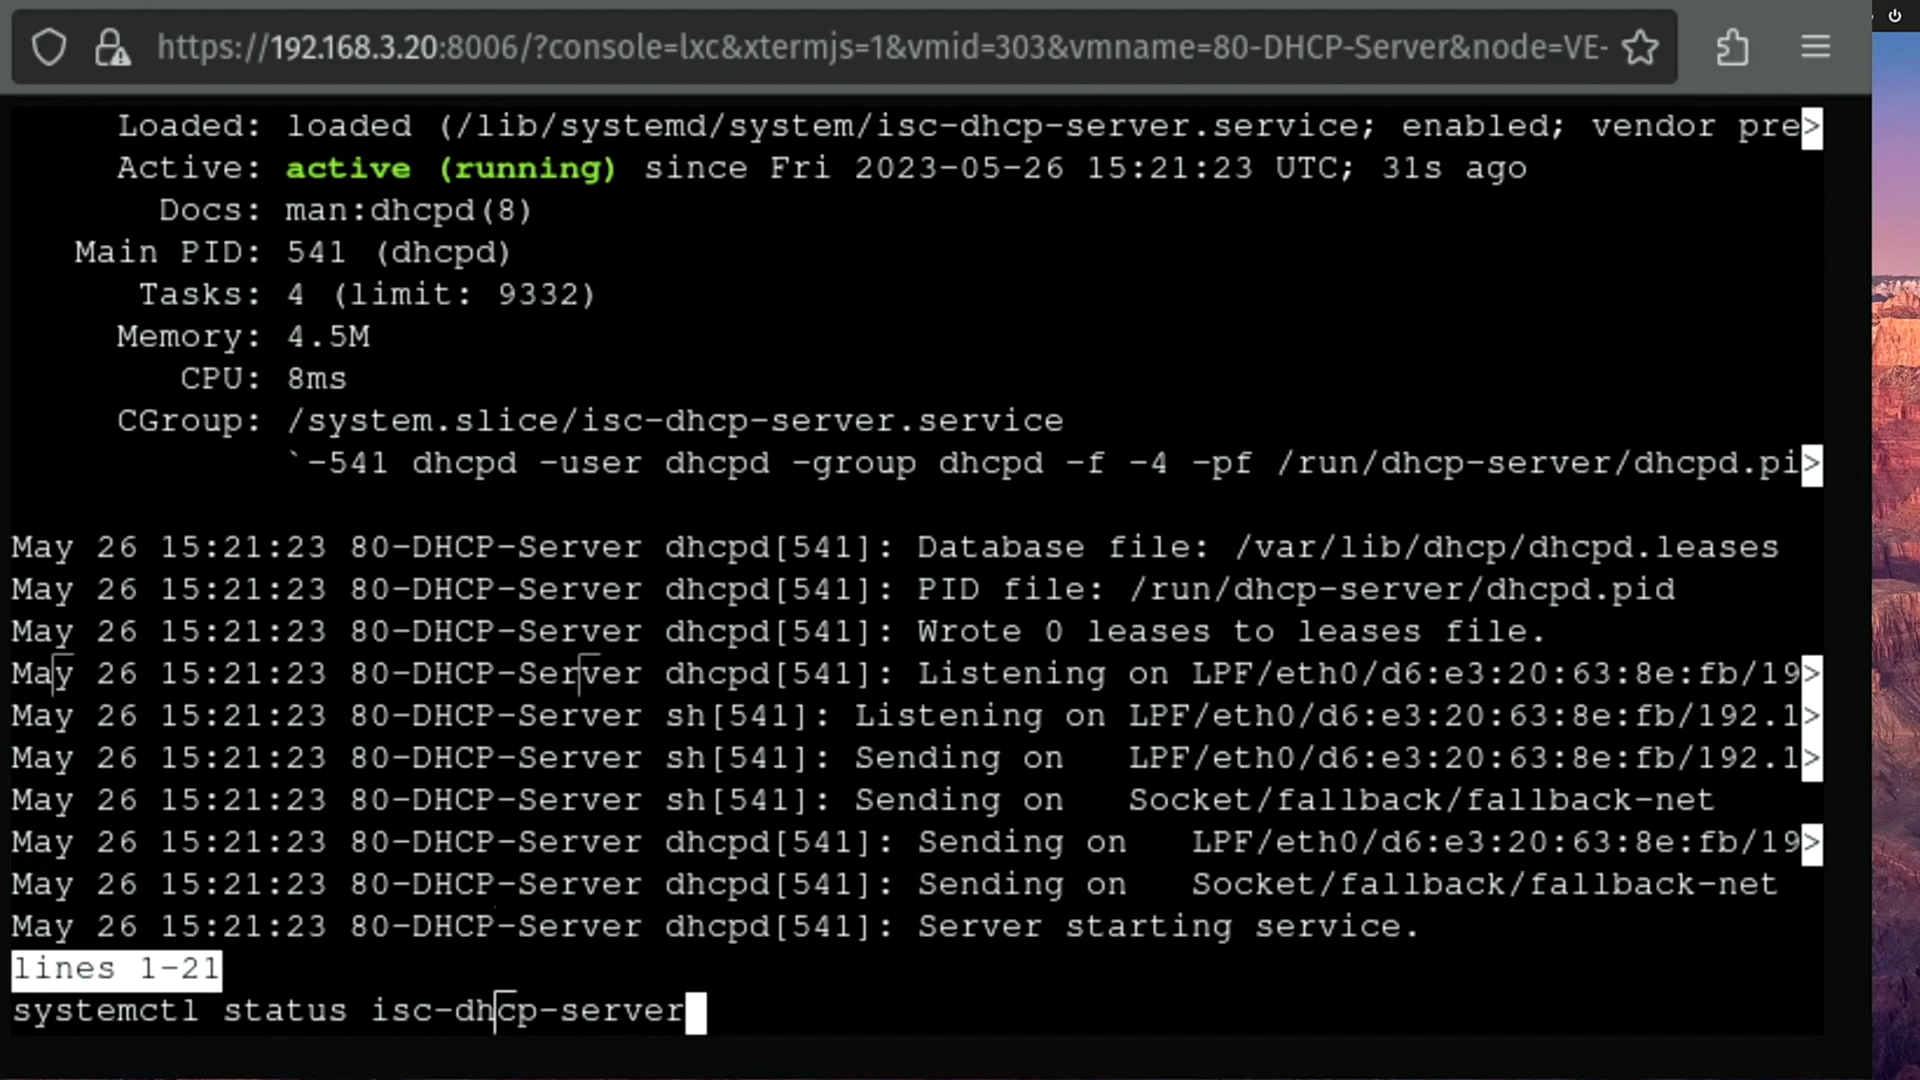 https://192.168.3.20:8006/?console=lxc&xtermjs=1&vmid=303&vmname=80-DHCP-Server&node=VE-
Loaded: loaded (/lib/systemd/system/isc-dhcp-server.service; enabled; vendor pre>
Active: active (running) since Fri 2023-05-26 15:21:23 UTC; 31s ago
Docs: man:dhcpd(8)
Main PID: 541 (dhcpd)
Tasks: 4 (limit: 9332)
Memory: 4.5M
CPU: 8ms
CGroup: /system.slice/isc-dhcp-server.service
`-541 dhcpd -user dhcpd -group dhcpd -f -4 -pf /run/dhcp-server/dhcpd.pi>
May 26 15:21:23 80-DHCP-Server dhcpd[541]: Database file: /var/lib/dhcp/dhcpd.leases
May 26 15:21:23 80-DHCP-Server dhcpd[541]: PID file: /run/dhcp-server/dhcpd.pid
May 26 15:21:23 80-DHCP-Server dhcpd[541]: Wrote 0 leases to leases file.
May 26 15:21:23 80-DHCP-Server dhcpd[541]: Listening on LPF/eth0/d6:e3:20:63:8e:fb/19>
May 26 15:21:23 80-DHCP-Server sh[541]: Listening on LPF/eth0/d6:e3:20:63:8e:fb/192.1>
May 26 15:21:23 80-DHCP-Server sh[541]: Sending on   LPF/eth0/d6:e3:20:63:8e:fb/192.1>
May 26 15:21:23 80-DHCP-Server sh[541]: Sending on   Socket/fallback/fallback-net
May 26 15:21:23 80-DHCP-Server dhcpd[541]: Sending on   LPF/eth0/d6:e3:20:63:8e:fb/19>
May 26 15:21:23 80-DHCP-Server dhcpd[541]: Sending on   Socket/fallback/fallback-net
May 26 15:21:23 80-DHCP-Server dhcpd[541]: Server starting service.
lines 1-21
systemctl status isc-dhcp-server